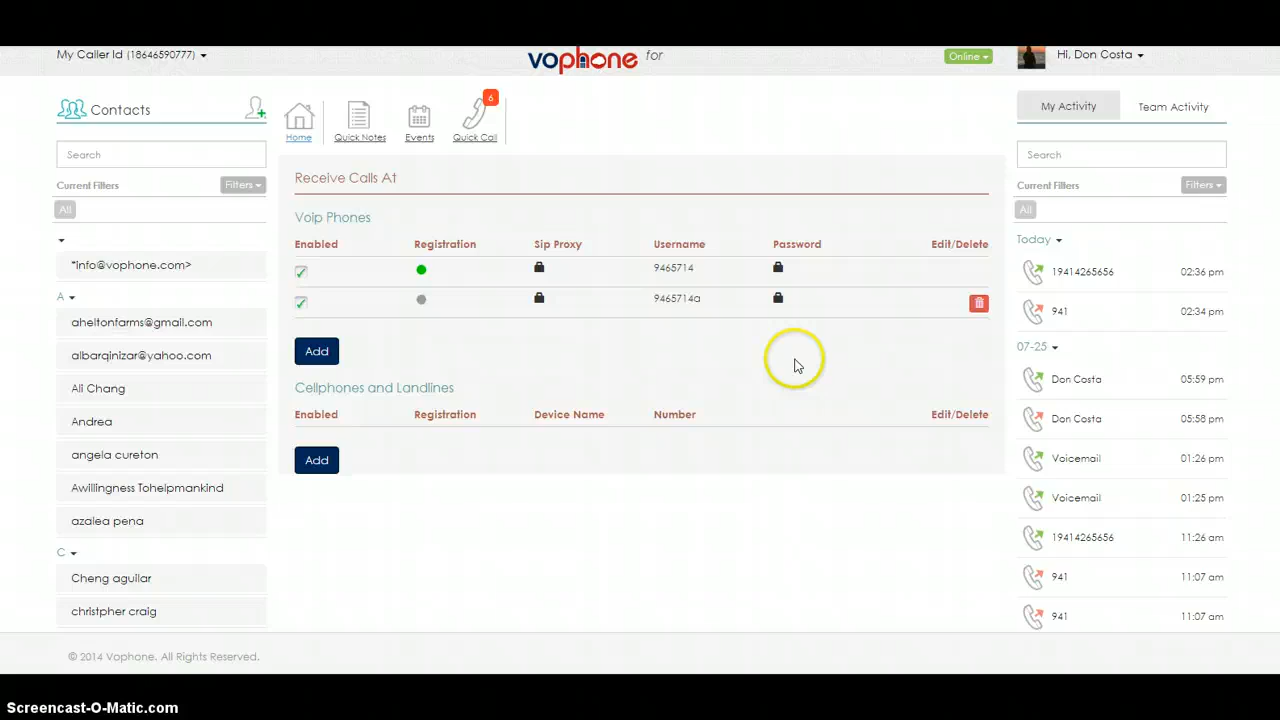 My Caller Id (18646590777)
vophone for
Online
Hi, Don Costa
Contacts
Search
Current Filters
Filters
All
*info@vophone.com>
A
aheltonfarms@gmail.com
albarqinizar@yahoo.com
Ali Chang
Andrea
angela cureton
Awillingness Tohelpmankind
azalea pena
C
Cheng aguilar
christpher craig
Home
Quick Notes
Events
6
Quick Call
Receive Calls At
Voip Phones
Enabled Registration Sip Proxy Username Password Edit/Delete
9465714
9465714a
Add
Cellphones and Landlines
Enabled Registration Device Name Number Edit/Delete
Add
My Activity
Team Activity
Search
Current Filters
Filters
All
Today
19414265656 02:36 pm
941 02:34 pm
07-25
Don Costa 05:59 pm
Don Costa 05:58 pm
Voicemail 01:26 pm
Voicemail 01:25 pm
19414265656 11:26 am
941 11:07 am
941 11:07 am
© 2014 Vophone. All Rights Reserved.
Screencast-O-Matic.com